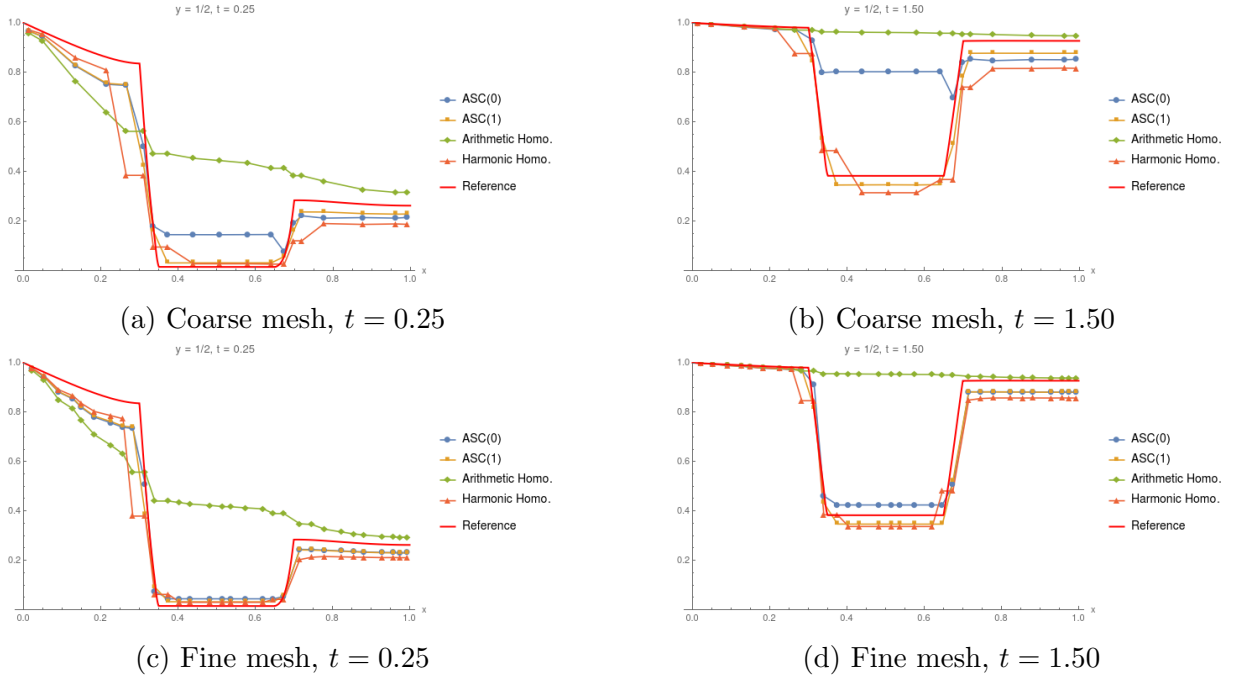 y = 1/2, t = 0.25
1.0
0.8
0.6
0.4
0.2
0.0 0.2 0.4 0.6 0.8 1.0 x
ASC(0)
ASC(1)
Arithmetic Homo.
Harmonic Homo.
Reference
(a) Coarse mesh, t = 0.25
y = 1/2, t = 1.50
1.0
0.8
0.6
0.4
0.2
0.0 0.2 0.4 0.6 0.8 1.0 x
ASC(0)
ASC(1)
Arithmetic Homo.
Harmonic Homo.
Reference
(b) Coarse mesh, t = 1.50
y = 1/2, t = 0.25
1.0
0.8
0.6
0.4
0.2
0.0 0.2 0.4 0.6 0.8 1.0 x
ASC(0)
ASC(1)
Arithmetic Homo.
Harmonic Homo.
Reference
(c) Fine mesh, t = 0.25
y = 1/2, t = 1.50
1.0
0.8
0.6
0.4
0.2
0.0 0.2 0.4 0.6 0.8 1.0 x
ASC(0)
ASC(1)
Arithmetic Homo.
Harmonic Homo.
Reference
(d) Fine mesh, t = 1.50